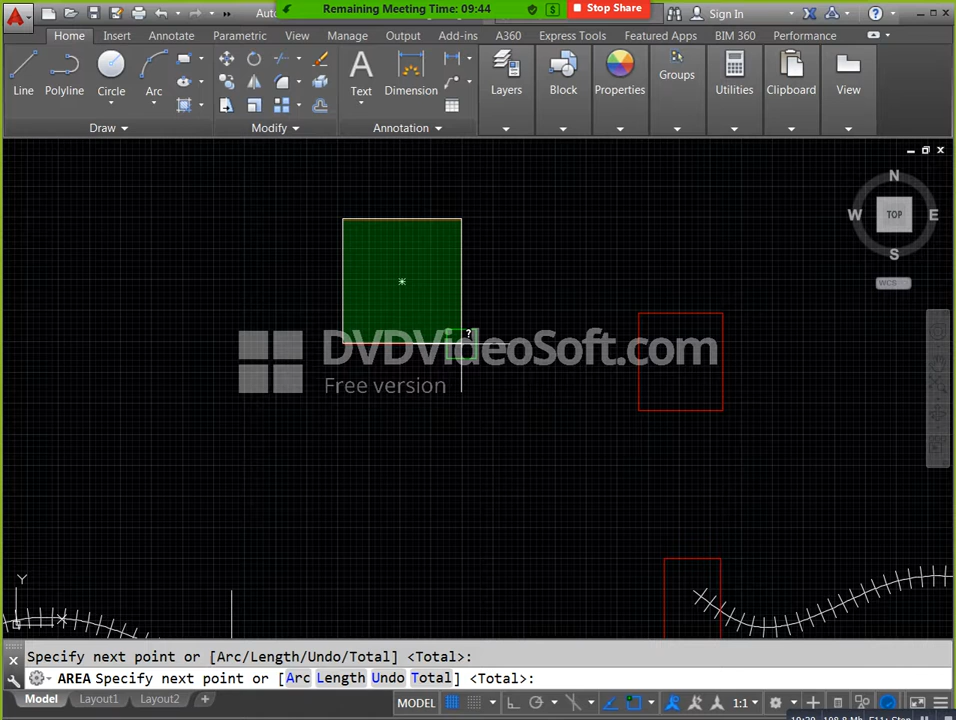 Remaining Meeting Time: 09:44
Stop Share
Sign In
Home Insert Annotate Parametric View Manage Output Add-ins A360 Express Tools Featured Apps BIM 360 Performance
Line Polyline Circle Arc Text Dimension Layers Block Properties Groups Utilities Clipboard View
Draw Modify Annotation
N
W TOP E
S
WCS
?
DVDVideoSoft.com
Free version
Y
Specify next point or [Arc/Length/Undo/Total] <Total>:
AREA Specify next point or [Arc Length Undo Total] <Total>:
Model Layout1 Layout2 + MODEL 1:1